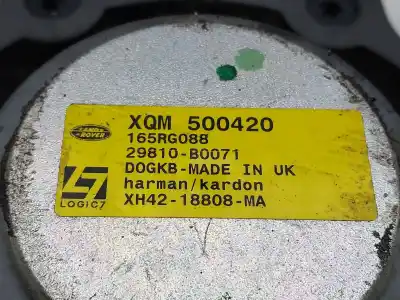 XQM 500420
LAND ROVER
165RG088
29810-B0071
DOGKB-MADE IN UK
harman/kardon
LOGIC7
XH42-18808-MA